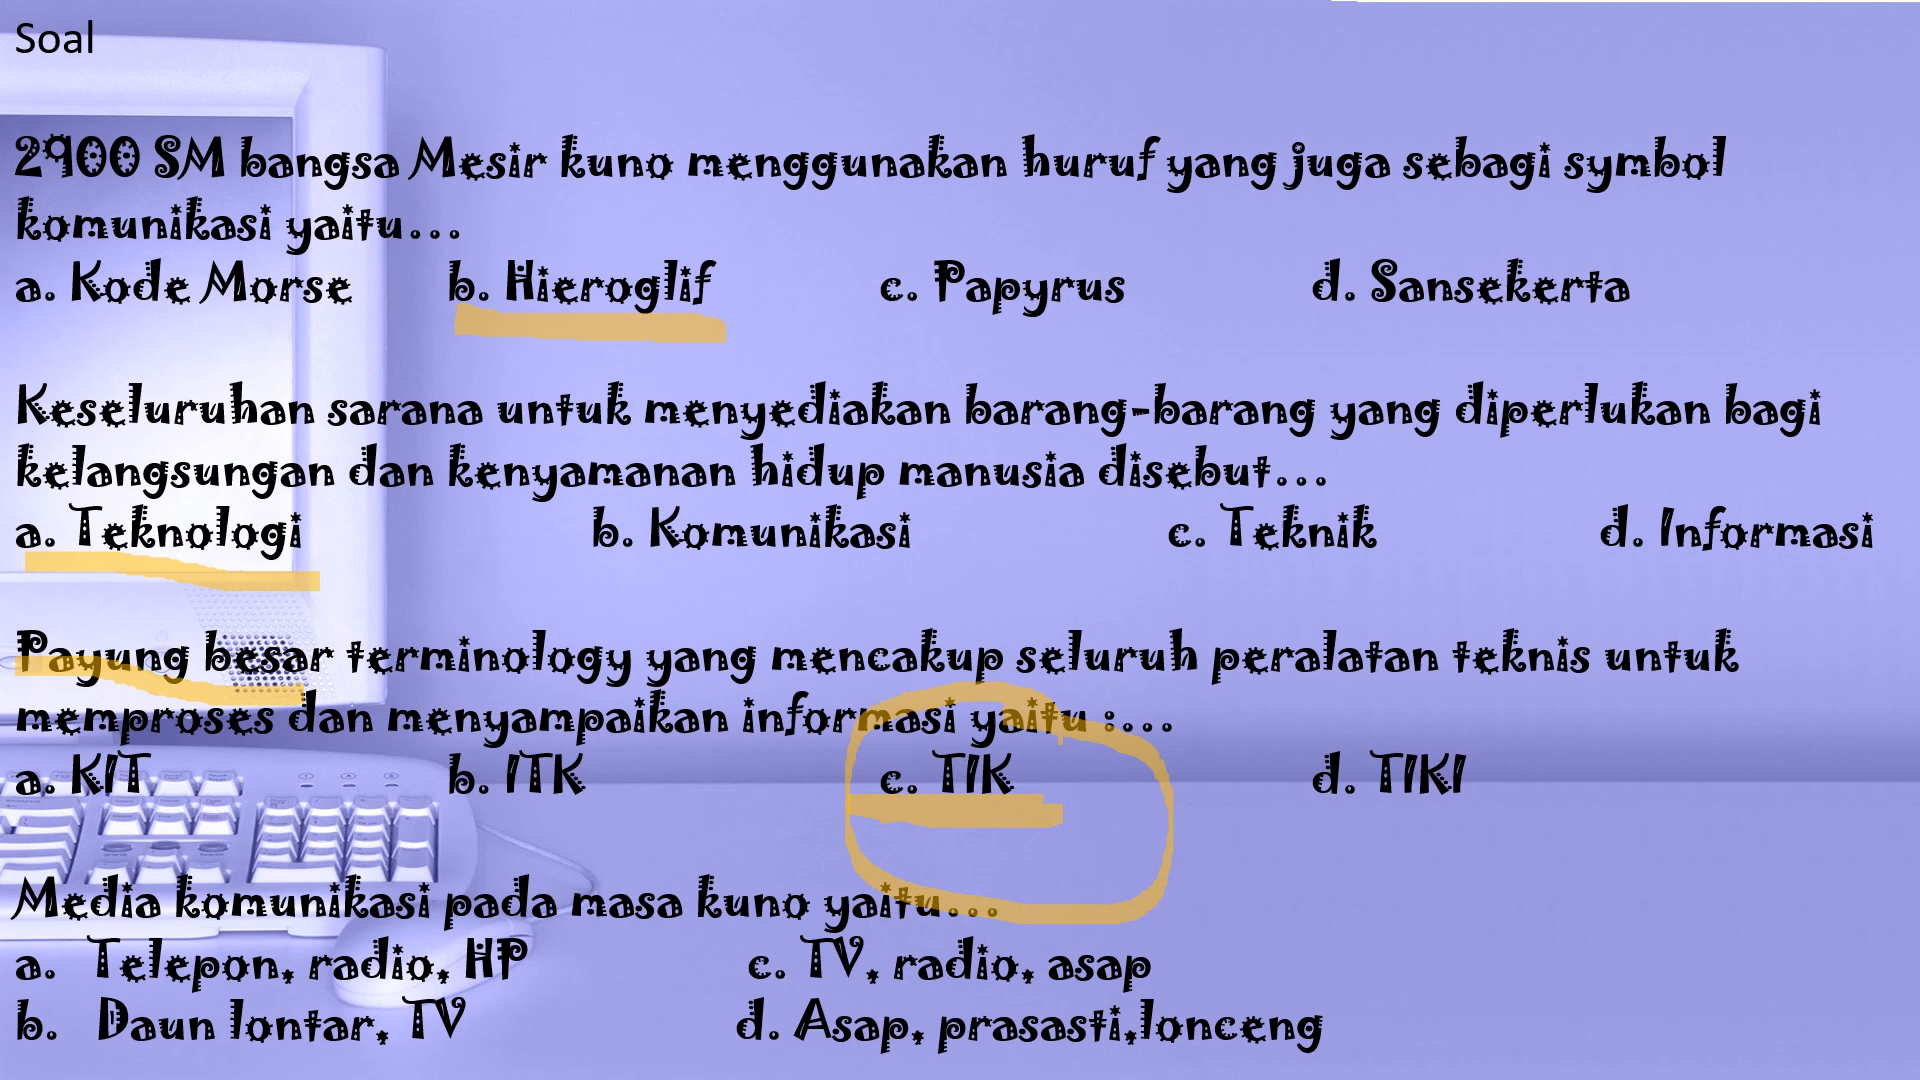 Soal
2900 SM bangsa Mesir kuno menggunakan huruf yang juga sebagi symbol
komunikasi yaitu...
a. Kode Morse b. Hieroglif c. Papyrus d. Sansekerta
Keseluruhan sarana untuk menyediakan barang-barang yang diperlukan bagi
kelangsungan dan kenyamanan hidup manusia disebut...
a. Teknologi b. Komunikasi c. Teknik d. Informasi
Payung besar terminology yang mencakup seluruh peralatan teknis untuk
memproses dan menyampaikan informasi yaitu :...
a. KIT b. ITK c. TIK d. TIKI
Media komunikasi pada masa kuno yaitu...
a. Telepon, radio, HP c. TV, radio, asap
b. Daun lontar, TV d. Asap, prasasti,lonceng